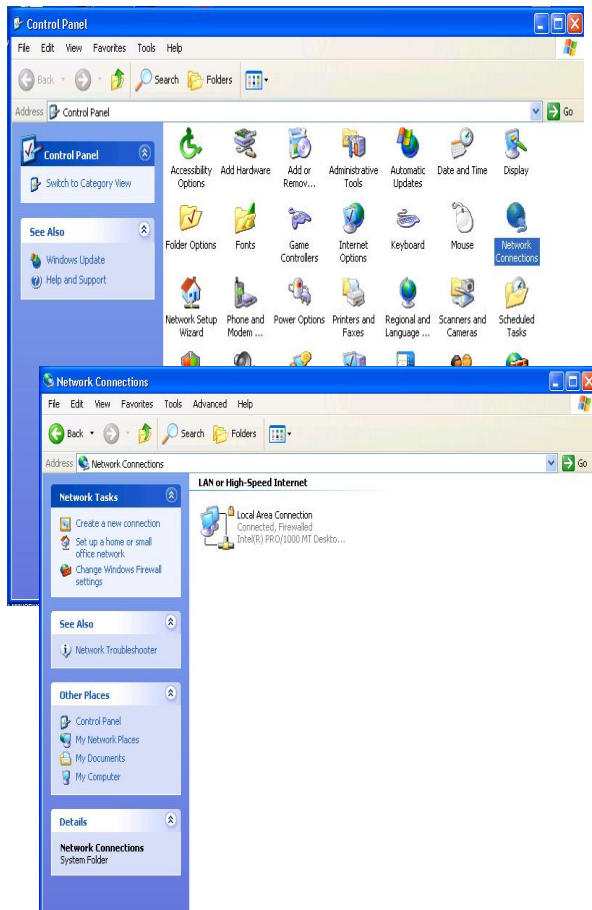 Control Panel
File Edit View Favorites Tools Help
Back Search Folders
Address Control Panel Go
Control Panel
Switch to Category View
See Also
Windows Update
Help and Support
Accessibility Options
Add Hardware
Add or Remov...
Administrative Tools
Automatic Updates
Date and Time
Display
Folder Options
Fonts
Game Controllers
Internet Options
Keyboard
Mouse
Network Connections
Network Setup Wizard
Phone and Modem ...
Power Options
Printers and Faxes
Regional and Language ...
Scanners and Cameras
Scheduled Tasks
Network Connections
File Edit View Favorites Tools Advanced Help
Back Search Folders
Address Network Connections Go
Network Tasks
Create a new connection
Set up a home or small
office network
Change Windows Firewall
settings
See Also
Network Troubleshooter
Other Places
Control Panel
My Network Places
My Documents
My Computer
Details
Network Connections
System Folder
LAN or High-Speed Internet
Local Area Connection
Connected, Firewalled
Intel(R) PRO/1000 MT Deskto...